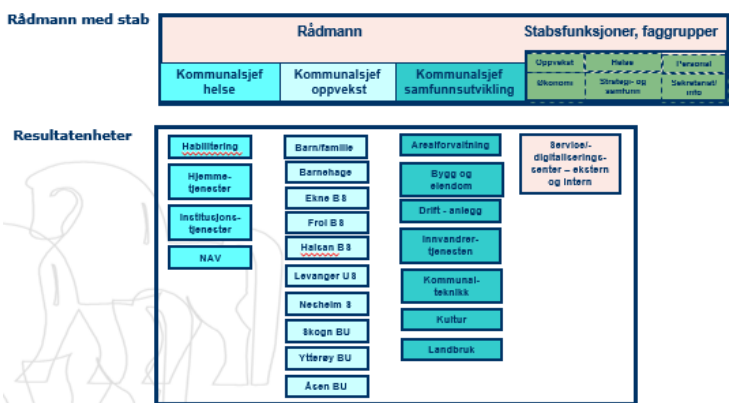 Rådmann med stab
Rådmann
Stabsfunksjoner, faggrupper
Kommunalsjef
helse
Kommunalsjef
oppvekst
Kommunalsjef
samfunnsutvikling
Oppvekst
Helse
Personal
Økonomi
Strategi- og
samfunn
Sekretariat/
info
Resultatenheter
Habilitering
Hjemme-
tjenester
Institusjons-
tjenester
NAV
Barn/familie
Barnehage
Ekne BS
Frol BS
Halsan BS
Levanger US
Nesheim S
Skogn BU
Ytterøy BU
Åsen BU
Arealforvaltning
Bygg og
eiendom
Drift - anlegg
Innvandrer-
tjenesten
Kommunal-
teknikk
Kultur
Landbruk
Service/-
digitaliserings-
senter – ekstern
og intern